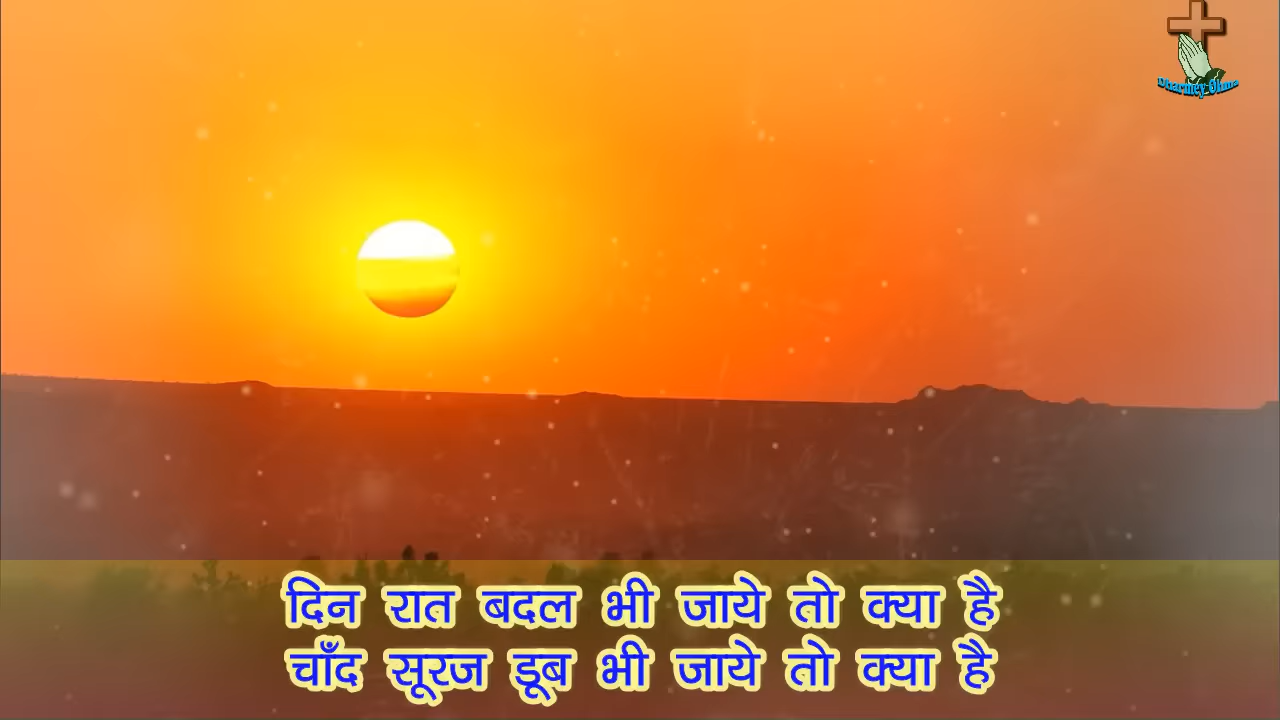 दिन रात बदल भी जाये तो क्या है
चाँद सूरज डूब भी जाये तो क्या है